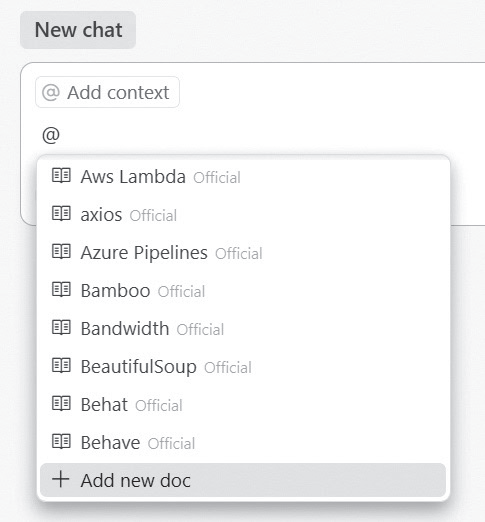 New chat
@ Add context
@
Aws Lambda Official
axios Official
Azure Pipelines Official
Bamboo Official
Bandwidth Official
BeautifulSoup Official
Behat Official
Behave Official
+ Add new doc